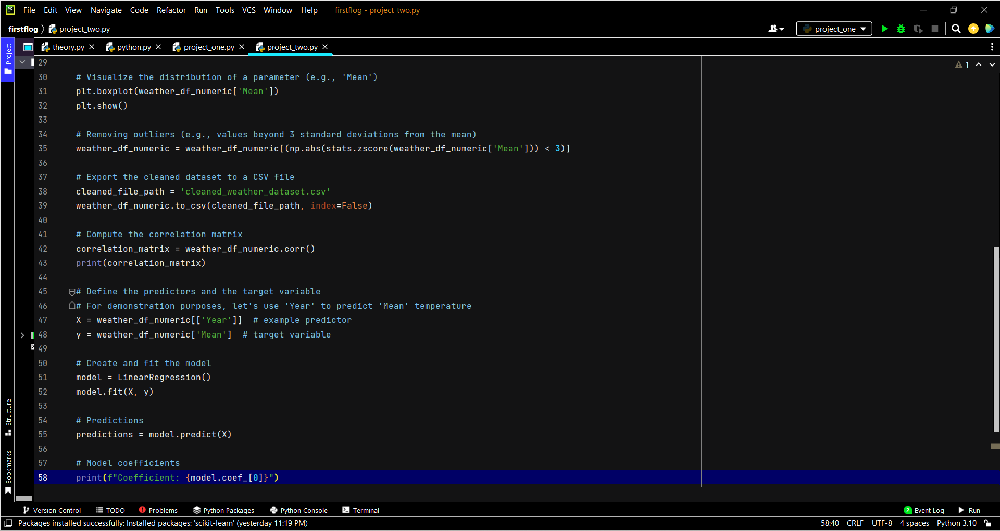 File Edit View Navigate Code Refactor Run Tools VCS Window Help firstflog - project_two.py
firstflog project_two.py project_one
theory.py python.py project_one.py project_two.py
Project
29 1
30 # Visualize the distribution of a parameter (e.g., 'Mean')
31 plt.boxplot(weather_df_numeric['Mean'])
32 plt.show()
33
34 # Removing outliers (e.g., values beyond 3 standard deviations from the mean)
35 weather_df_numeric = weather_df_numeric[(np.abs(stats.zscore(weather_df_numeric['Mean'])) < 3)]
36
37 # Export the cleaned dataset to a CSV file
38 cleaned_file_path = 'cleaned_weather_dataset.csv'
39 weather_df_numeric.to_csv(cleaned_file_path, index=False)
40
41 # Compute the correlation matrix
42 correlation_matrix = weather_df_numeric.corr()
43 print(correlation_matrix)
44
45 # Define the predictors and the target variable
46 # For demonstration purposes, let's use 'Year' to predict 'Mean' temperature
47 X = weather_df_numeric[['Year']]  # example predictor
48 y = weather_df_numeric['Mean']  # target variable
49
50 # Create and fit the model
51 model = LinearRegression()
52 model.fit(X, y)
53
54 # Predictions
55 predictions = model.predict(X)
56
57 # Model coefficients
58 print(f"Coefficient: {model.coef_[0]}")
Structure
Bookmarks
Version Control TODO Problems Python Packages Python Console Terminal 2 Event Log Run
Packages installed successfully: Installed packages: 'scikit-learn' (yesterday 11:19 PM) 58:40 CRLF UTF-8 4 spaces Python 3.10